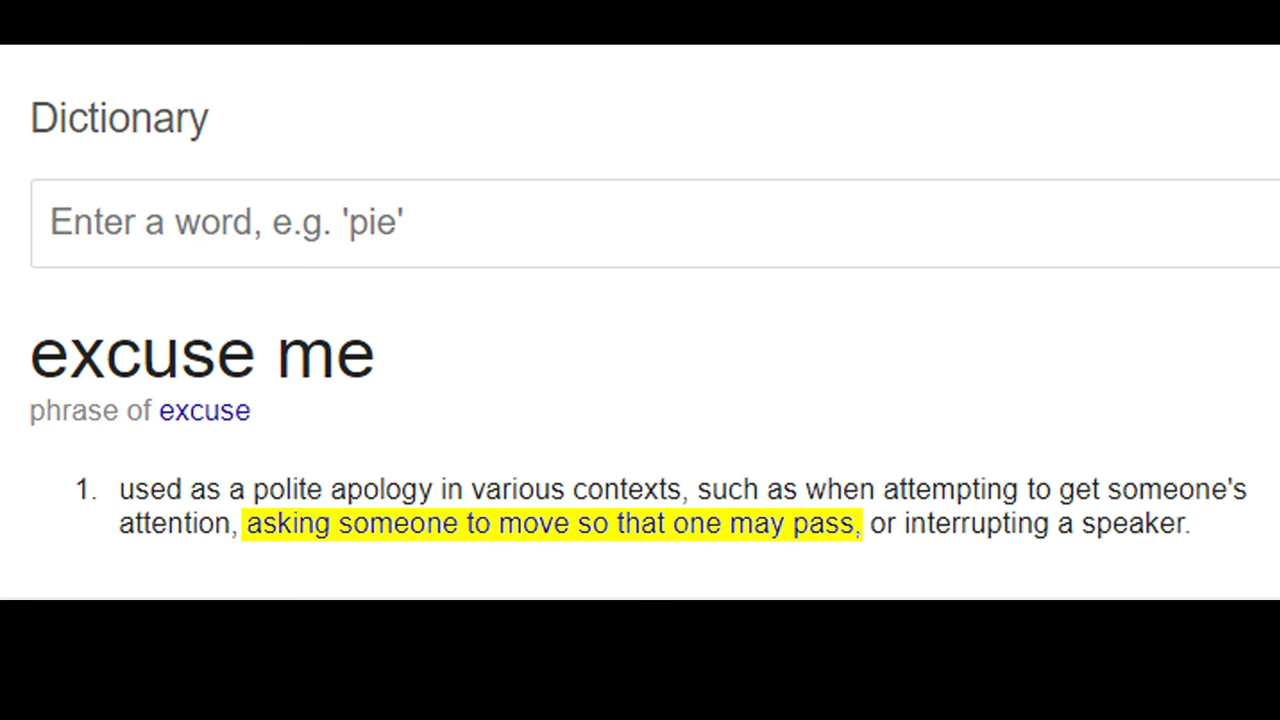 Dictionary
Enter a word, e.g. 'pie'
excuse me
phrase of excuse
1. used as a polite apology in various contexts, such as when attempting to get someone's
attention, asking someone to move so that one may pass, or interrupting a speaker.